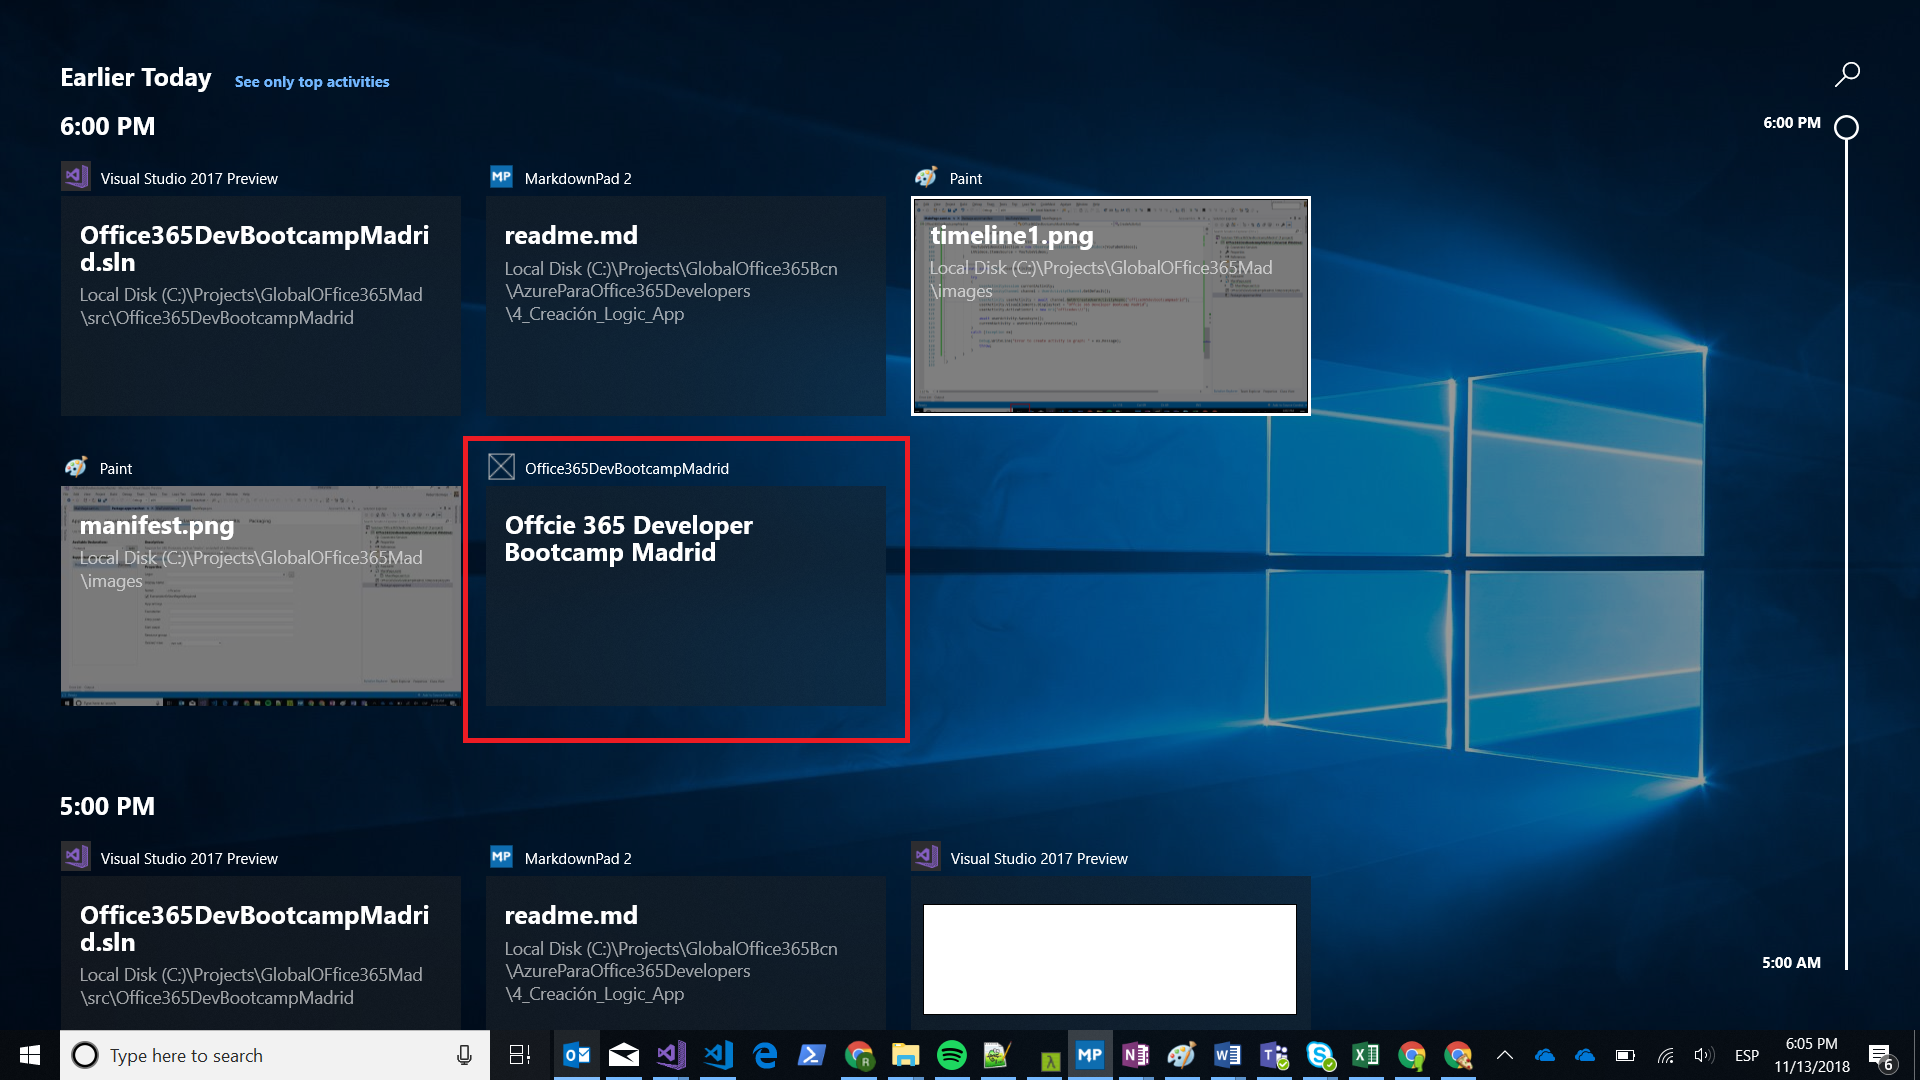 Earlier Today See only top activities
6:00 PM
6:00 PM
Visual Studio 2017 Preview
Office365DevBootcampMadri
d.sln
Local Disk (C:)\Projects\GlobalOFfice365Mad
\src\Office365DevBootcampMadrid
MarkdownPad 2
readme.md
Local Disk (C:)\Projects\GlobalOffice365Bcn
\AzureParaOffice365Developers
\4_Creación_Logic_App
Paint
timeline1.png
Local Disk (C:)\Projects\GlobalOFfice365Mad
\images
Paint
manifest.png
Local Disk (C:)\Projects\GlobalOFfice365Mad
\images
Office365DevBootcampMadrid
Offcie 365 Developer
Bootcamp Madrid
5:00 PM
Visual Studio 2017 Preview
Office365DevBootcampMadri
d.sln
Local Disk (C:)\Projects\GlobalOFfice365Mad
\src\Office365DevBootcampMadrid
MarkdownPad 2
readme.md
Local Disk (C:)\Projects\GlobalOffice365Bcn
\AzureParaOffice365Developers
\4_Creación_Logic_App
Visual Studio 2017 Preview
5:00 AM
Type here to search
MP
ESP
6:05 PM
11/13/2018
6